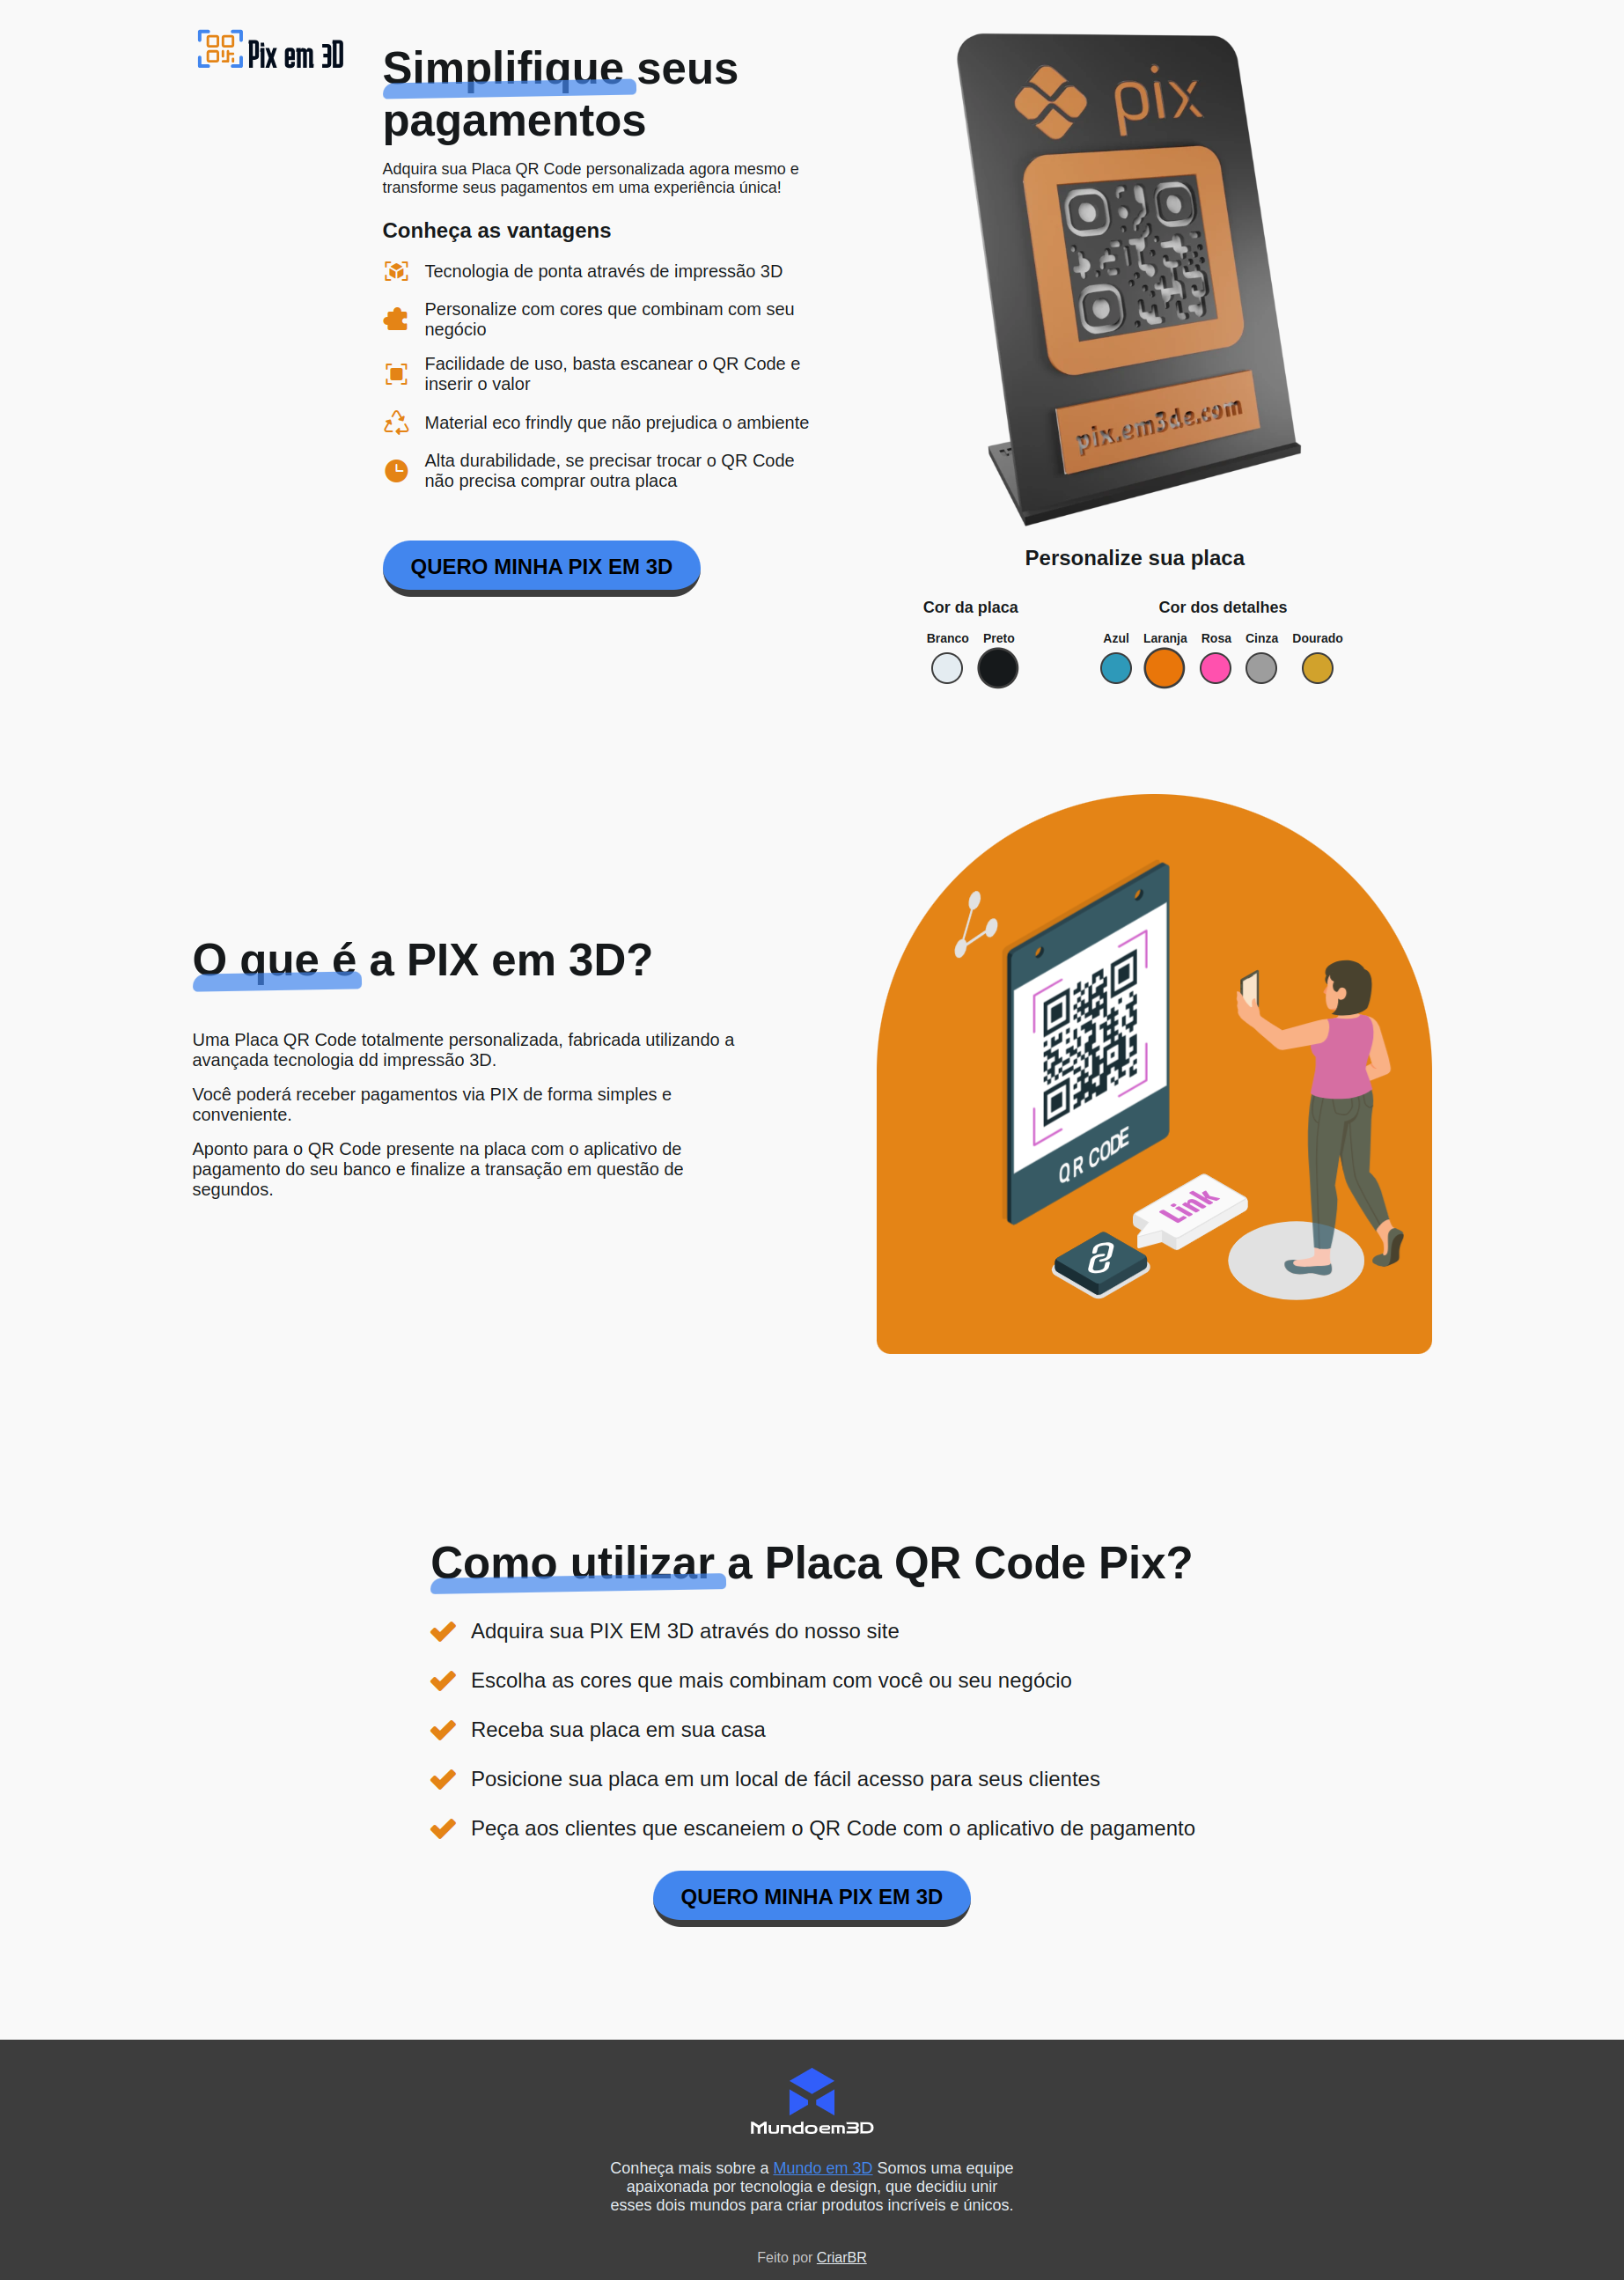 Pix em 3D
Simplifique seus
pagamentos
Adquira sua Placa QR Code personalizada agora mesmo e
transforme seus pagamentos em uma experiência única!
Conheça as vantagens
Tecnologia de ponta através de impressão 3D
Personalize com cores que combinam com seu
negócio
Facilidade de uso, basta escanear o QR Code e
inserir o valor
Material eco frindly que não prejudica o ambiente
Alta durabilidade, se precisar trocar o QR Code
não precisa comprar outra placa
QUERO MINHA PIX EM 3D
pix
pix.em3de.com
Personalize sua placa
Cor da placa
Branco Preto
Cor dos detalhes
Azul Laranja Rosa Cinza Dourado
O que é a PIX em 3D?
Uma Placa QR Code totalmente personalizada, fabricada utilizando a
avançada tecnologia dd impressão 3D.
Você poderá receber pagamentos via PIX de forma simples e
conveniente.
Aponto para o QR Code presente na placa com o aplicativo de
pagamento do seu banco e finalize a transação em questão de
segundos.
QR CODE
Link
Como utilizar a Placa QR Code Pix?
Adquira sua PIX EM 3D através do nosso site
Escolha as cores que mais combinam com você ou seu negócio
Receba sua placa em sua casa
Posicione sua placa em um local de fácil acesso para seus clientes
Peça aos clientes que escaneiem o QR Code com o aplicativo de pagamento
QUERO MINHA PIX EM 3D
Mundoem3D
Conheça mais sobre a Mundo em 3D Somos uma equipe
apaixonada por tecnologia e design, que decidiu unir
esses dois mundos para criar produtos incríveis e únicos.
Feito por CriarBR